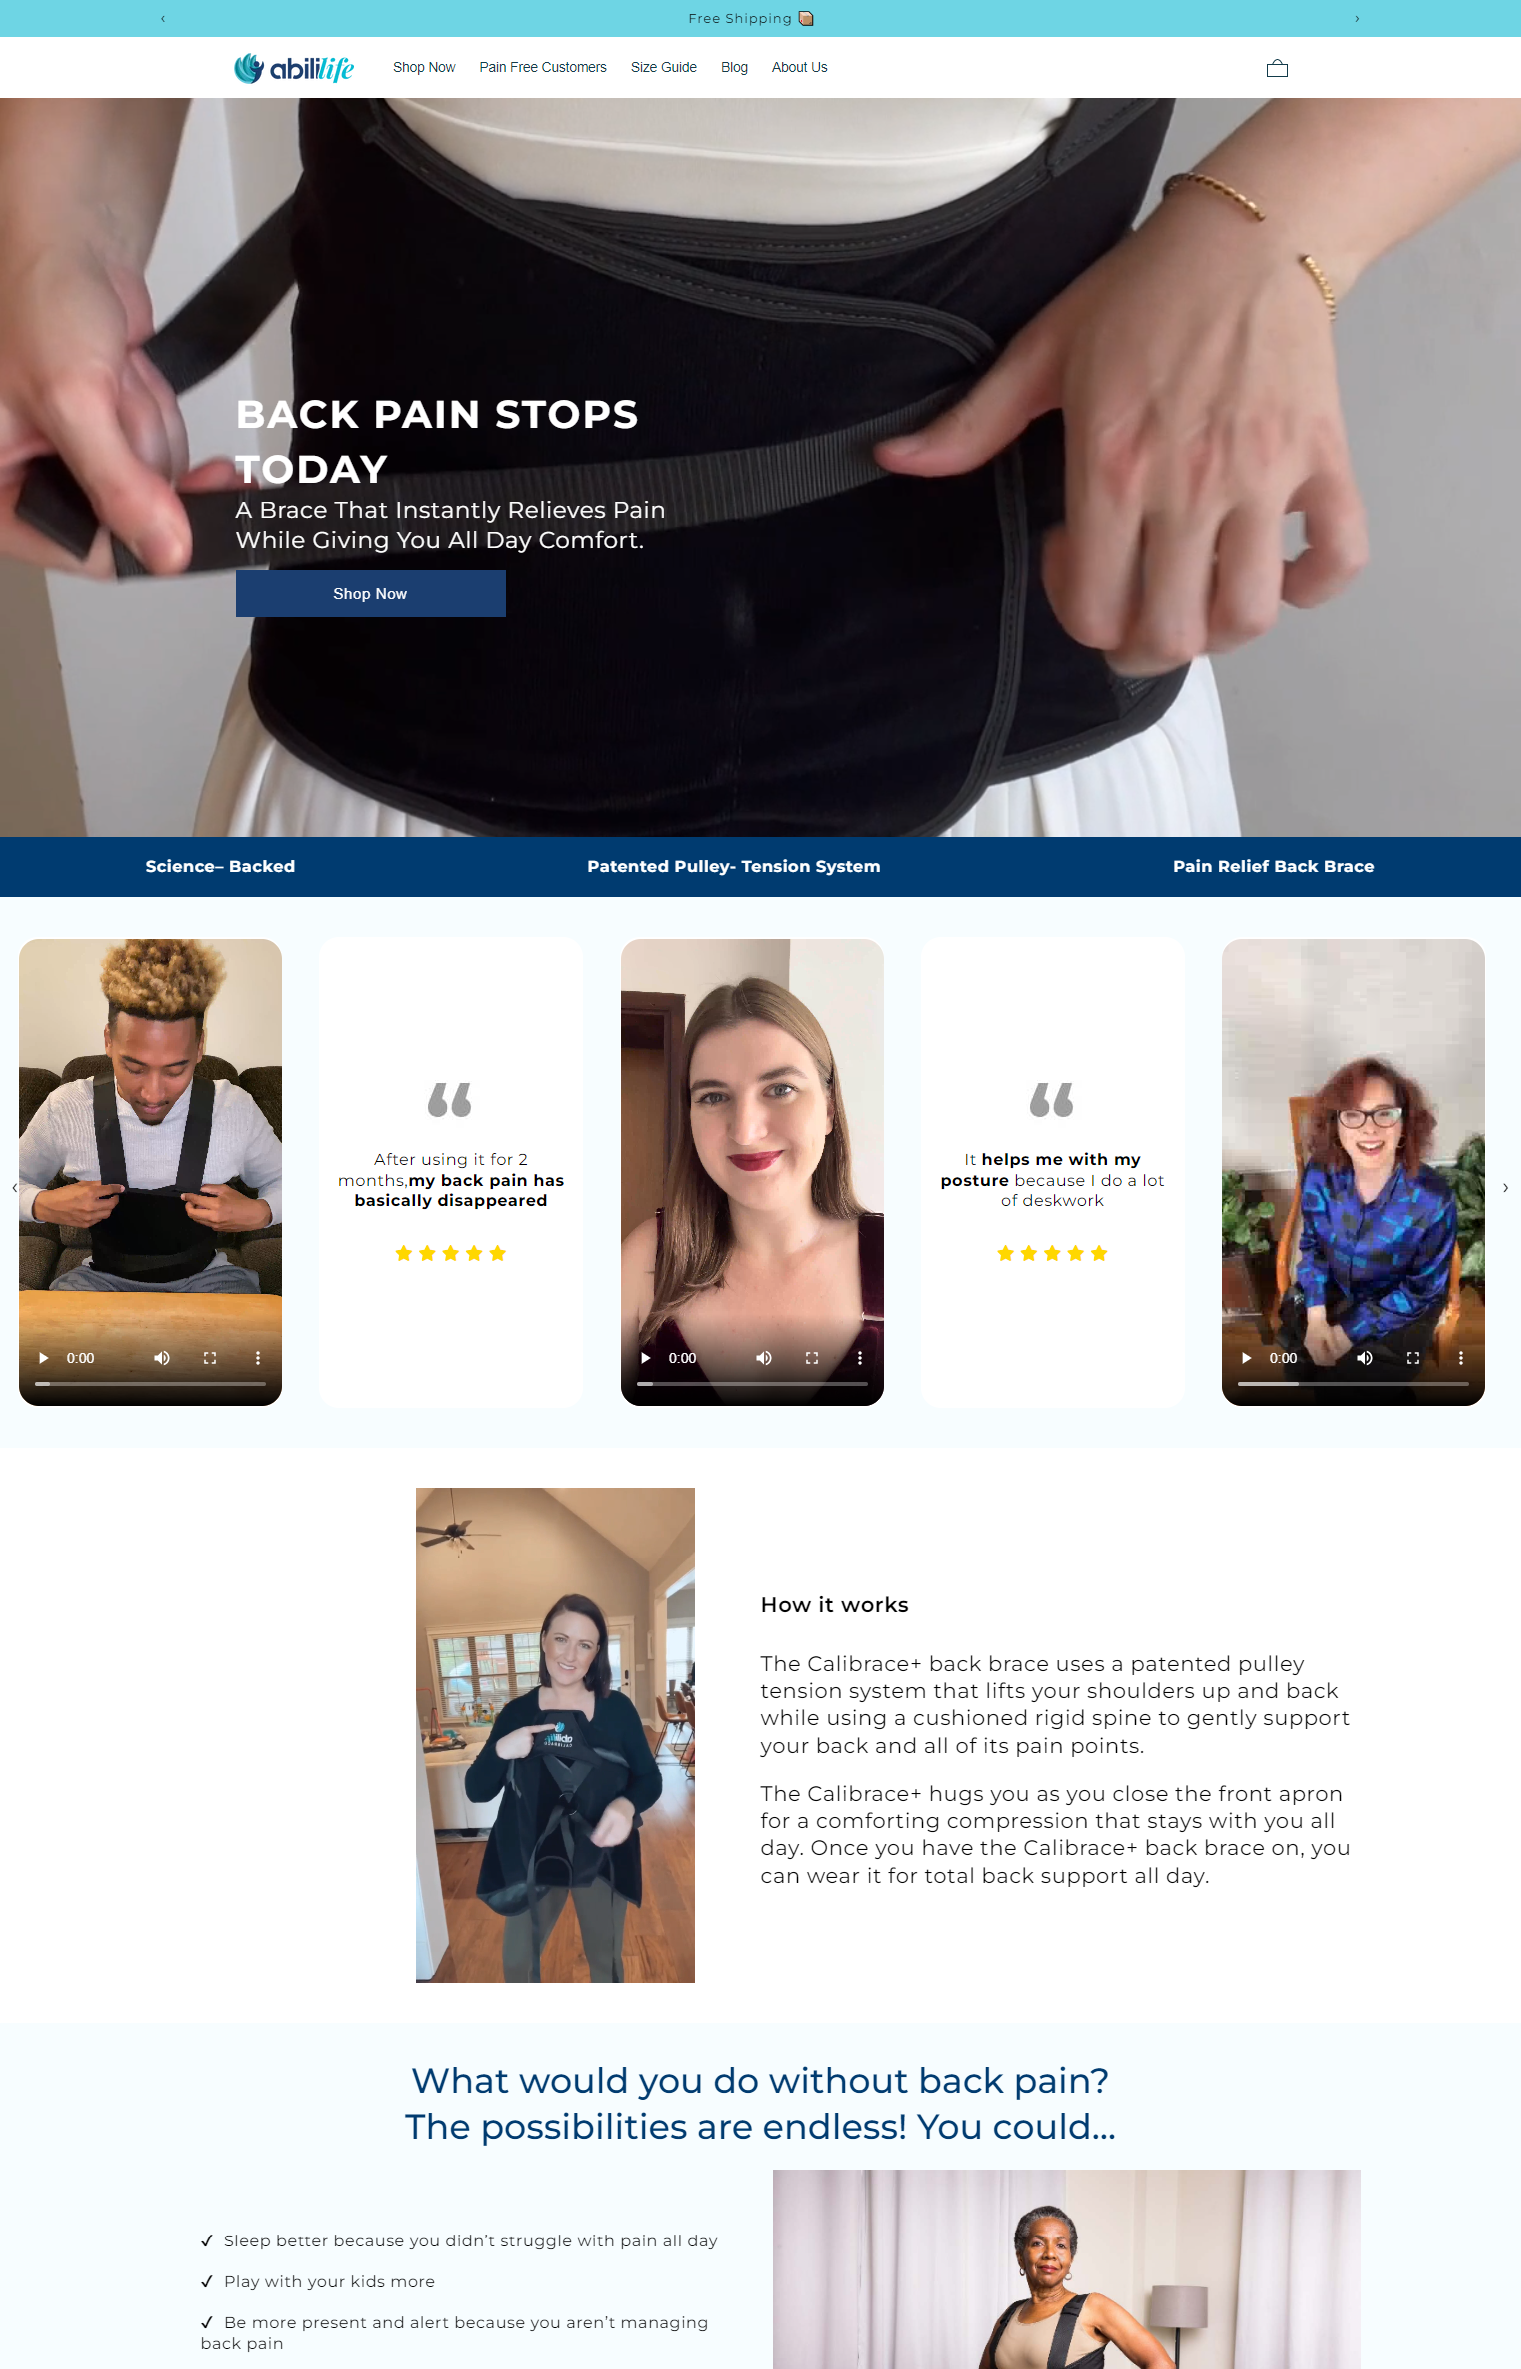 Free Shipping
abililife
Shop Now
Pain Free Customers
Size Guide
Blog
About Us
BACK PAIN STOPS
TODAY
A Brace That Instantly Relieves Pain
While Giving You All Day Comfort.
Shop Now
Science– Backed
Patented Pulley- Tension System
Pain Relief Back Brace
0:00
“
After using it for 2
months,my back pain has
basically disappeared
0:00
“
It helps me with my
posture because I do a lot
of deskwork
0:00
How it works
The Calibrace+ back brace uses a patented pulley
tension system that lifts your shoulders up and back
while using a cushioned rigid spine to gently support
your back and all of its pain points.
The Calibrace+ hugs you as you close the front apron
for a comforting compression that stays with you all
day. Once you have the Calibrace+ back brace on, you
can wear it for total back support all day.
What would you do without back pain?
The possibilities are endless! You could...
✓ Sleep better because you didn’t struggle with pain all day
✓ Play with your kids more
✓ Be more present and alert because you aren’t managing
back pain